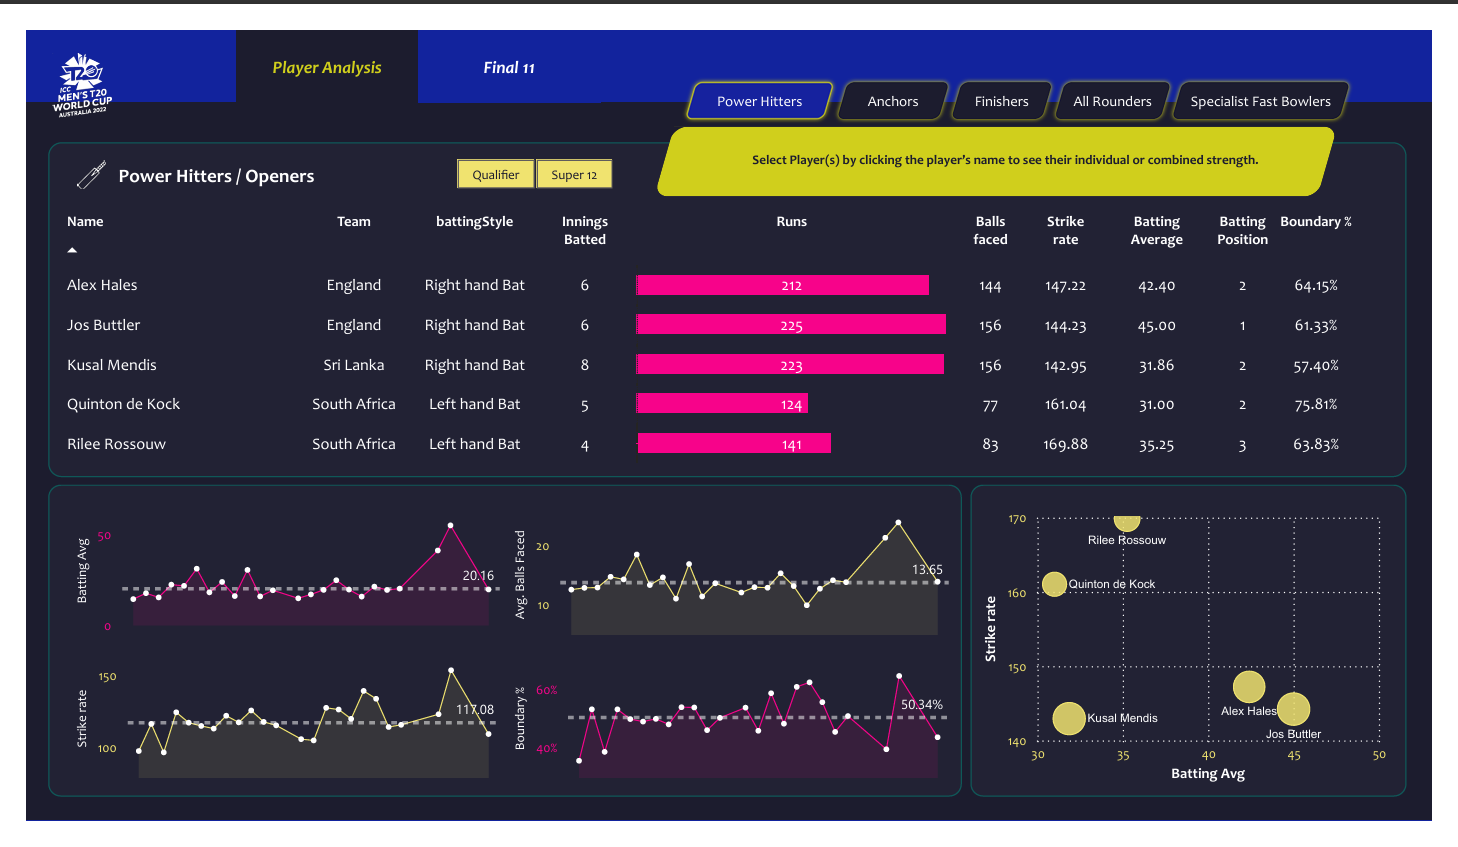 Player Analysis
Final 11
T20
ICC
MEN'S T20
WORLD CUP
AUSTRALIA 2022
Power Hitters
Anchors
Finishers
All Rounders
Specialist Fast Bowlers
Select Player(s) by clicking the player's name to see their individual or combined strength.
Power Hitters / Openers
Qualifier
Super 12
Name Team battingStyle Innings Batted Runs Balls faced Strike rate Batting Average Batting Position Boundary %
Alex Hales England Right hand Bat 6 212 144 147.22 42.40 2 64.15%
Jos Buttler England Right hand Bat 6 225 156 144.23 45.00 1 61.33%
Kusal Mendis Sri Lanka Right hand Bat 8 223 156 142.95 31.86 2 57.40%
Quinton de Kock South Africa Left hand Bat 5 124 77 161.04 31.00 2 75.81%
Rilee Rossouw South Africa Left hand Bat 4 141 83 169.88 35.25 3 63.83%
Batting Avg
50
0
20.16
Avg. Balls Faced
20
10
13.65
Strike rate
150
100
117.08
Boundary %
60%
40%
50.34%
Strike rate
170
160
150
140
Rilee Rossouw
Quinton de Kock
Alex Hales
Kusal Mendis
Jos Buttler
30 35 40 45 50
Batting Avg